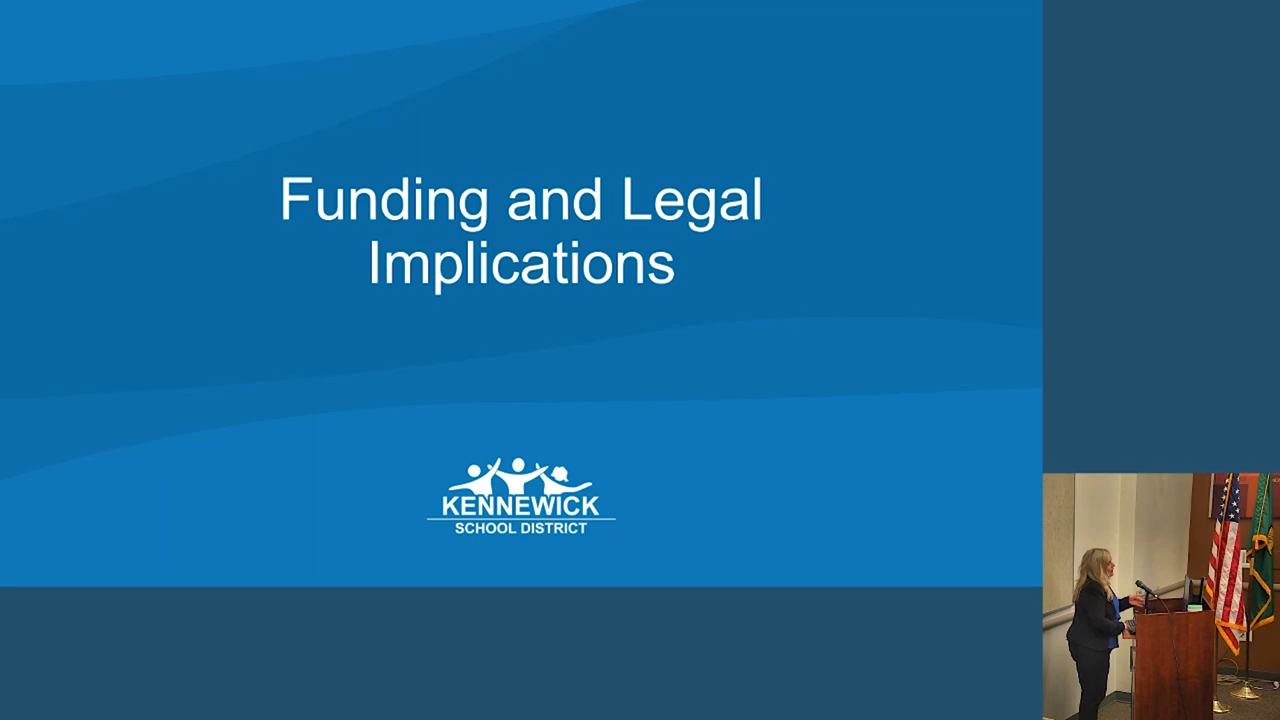 Funding and Legal
Implications
KENNEWICK
SCHOOL DISTRICT